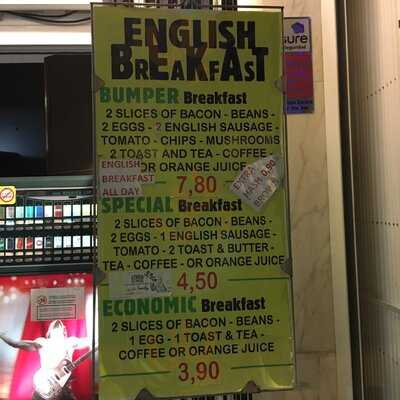 ENGLISH
BREAKFAST
BUMPER Breakfast
2 SLICES OF BACON - BEANS -
2 EGGS - 2 ENGLISH SAUSAGE -
TOMATO - CHIPS - MUSHROOMS
2 TOAST AND TEA - COFFEE -
OR ORANGE JUICE
ENGLISH
BREAKFAST
ALL DAY
7,80
EXTRA
0,90
SPECIAL Breakfast
2 SLICES OF BACON - BEANS -
2 EGGS - 1 ENGLISH SAUSAGE -
TOMATO - 2 TOAST & BUTTER -
TEA - COFFEE - OR ORANGE JUICE
4,50
ECONOMIC Breakfast
2 SLICES OF BACON - BEANS -
1 EGG - 1 TOAST & TEA -
COFFEE OR ORANGE JUICE
3,90
sure